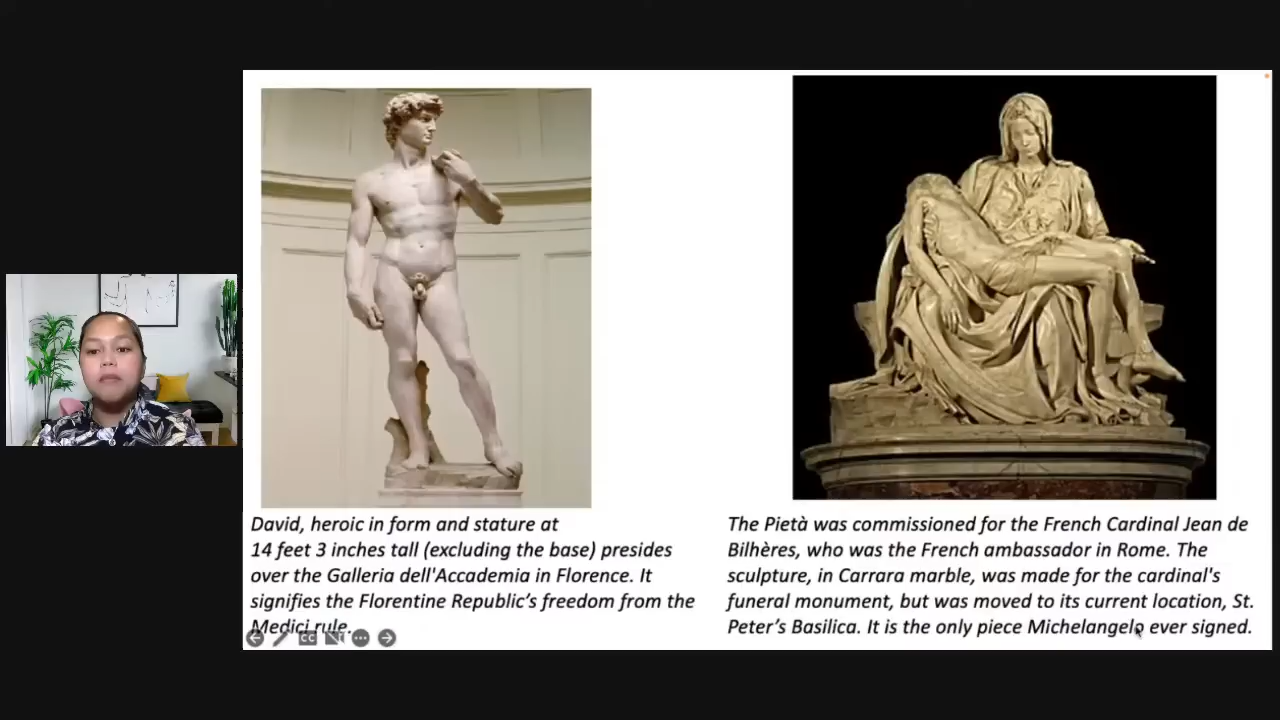 David, heroic in form and stature at
14 feet 3 inches tall (excluding the base) presides
over the Galleria dell'Accademia in Florence. It
signifies the Florentine Republic’s freedom from the
Medici rule.
CC
The Pietà was commissioned for the French Cardinal Jean de
Bilhères, who was the French ambassador in Rome. The
sculpture, in Carrara marble, was made for the cardinal's
funeral monument, but was moved to its current location, St.
Peter’s Basilica. It is the only piece Michelangelo ever signed.